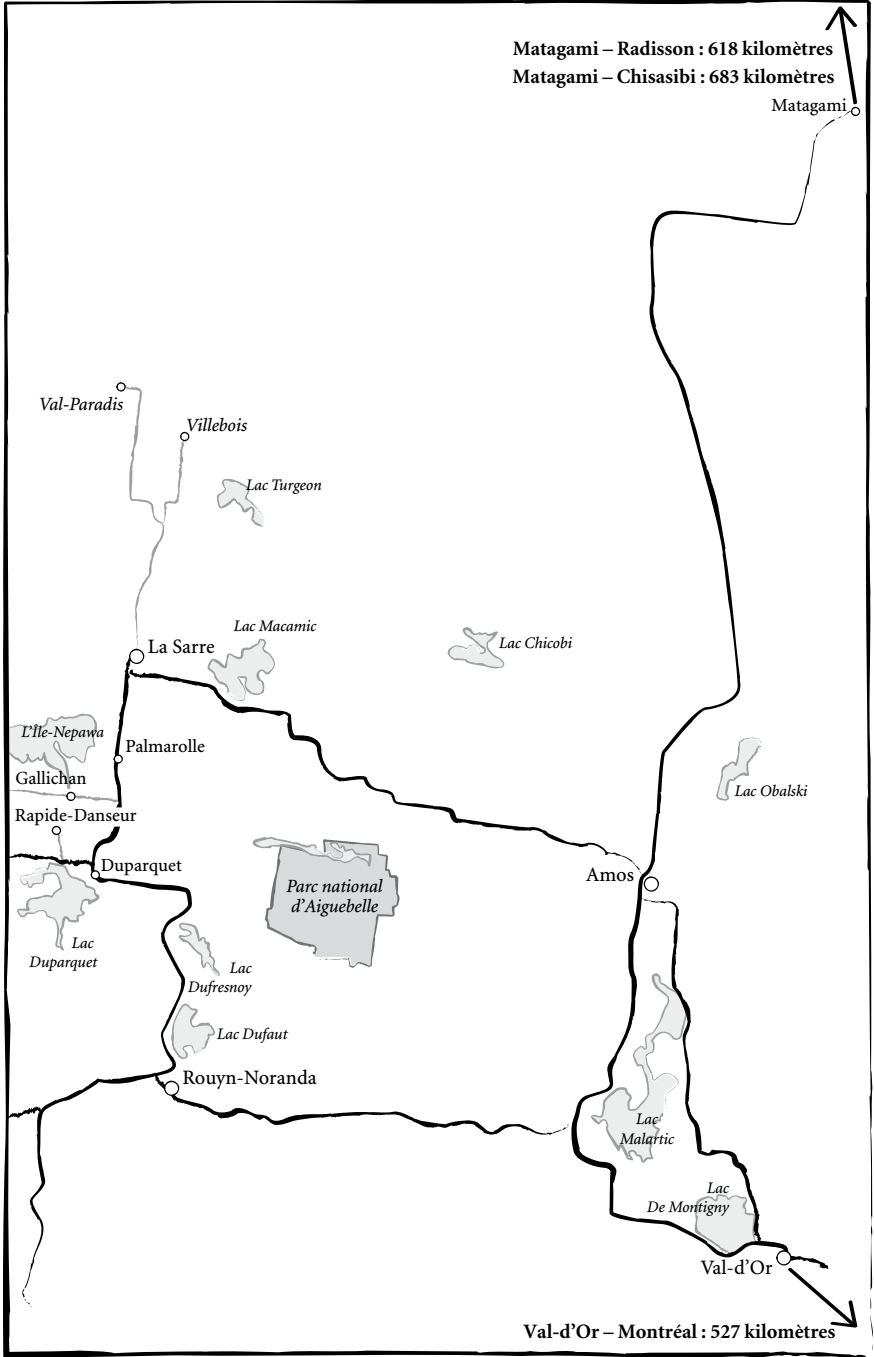 Matagami – Radisson : 618 kilomètres
Matagami – Chisasibi : 683 kilomètres
Matagami
Val-Paradis
Villebois
Lac Turgeon
Lac Macamic
Lac Chicobi
La Sarre
L'Île-Nepawa
Palmarolle
Gallichan
Lac Obalski
Rapide-Danseur
Duparquet
Amos
Parc national
d'Aiguebelle
Lac
Duparquet
Lac
Dufresnoy
Lac Dufaut
Rouyn-Noranda
Lac
Malartic
Lac
De Montigny
Val-d'Or
Val-d'Or – Montréal : 527 kilomètres